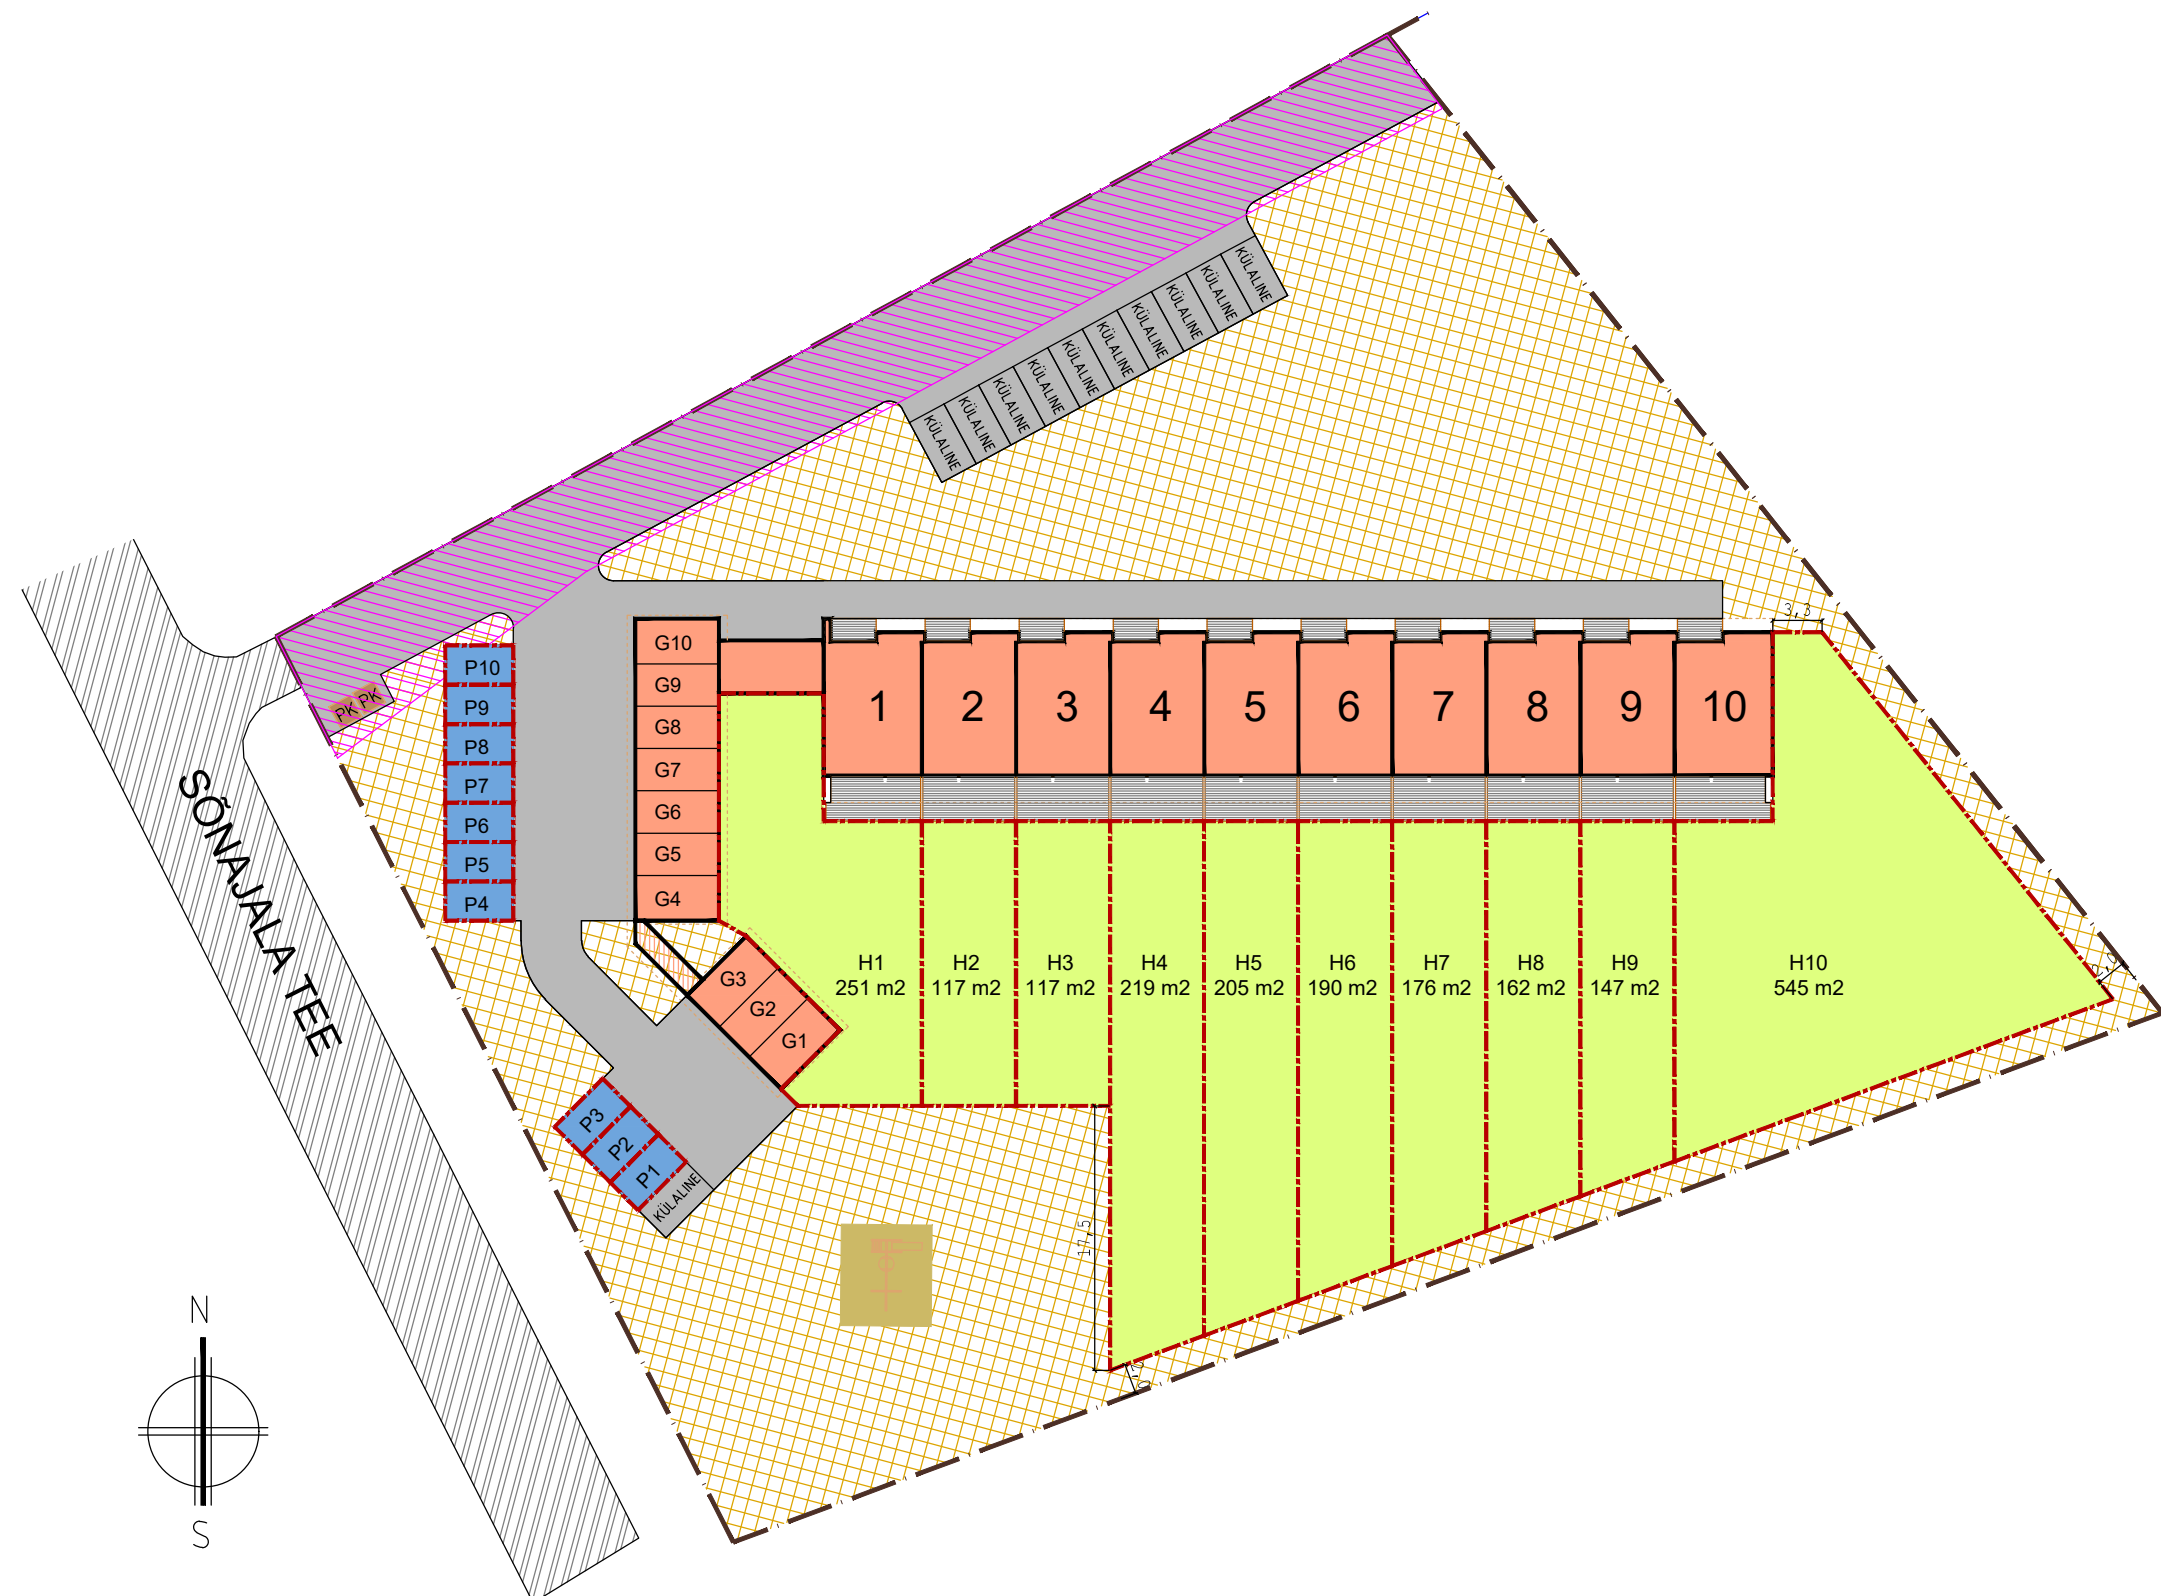 KÜLALINE
KÜLALINE
KÜLALINE
KÜLALINE
KÜLALINE
KÜLALINE
KÜLALINE
KÜLALINE
KÜLALINE
KÜLALINE
3,3
PK PK
P10
P9
P8
P7
P6
P5
P4
G10
G9
G8
G7
G6
G5
G4
1
2
3
4
5
6
7
8
9
10
SÕNAJALA TEE
G3
G2
G1
H1
251 m2
H2
117 m2
H3
117 m2
H4
219 m2
H5
205 m2
H6
190 m2
H7
176 m2
H8
162 m2
H9
147 m2
H10
545 m2
P3
P2
P1
KÜLALINE
17,5
N
S